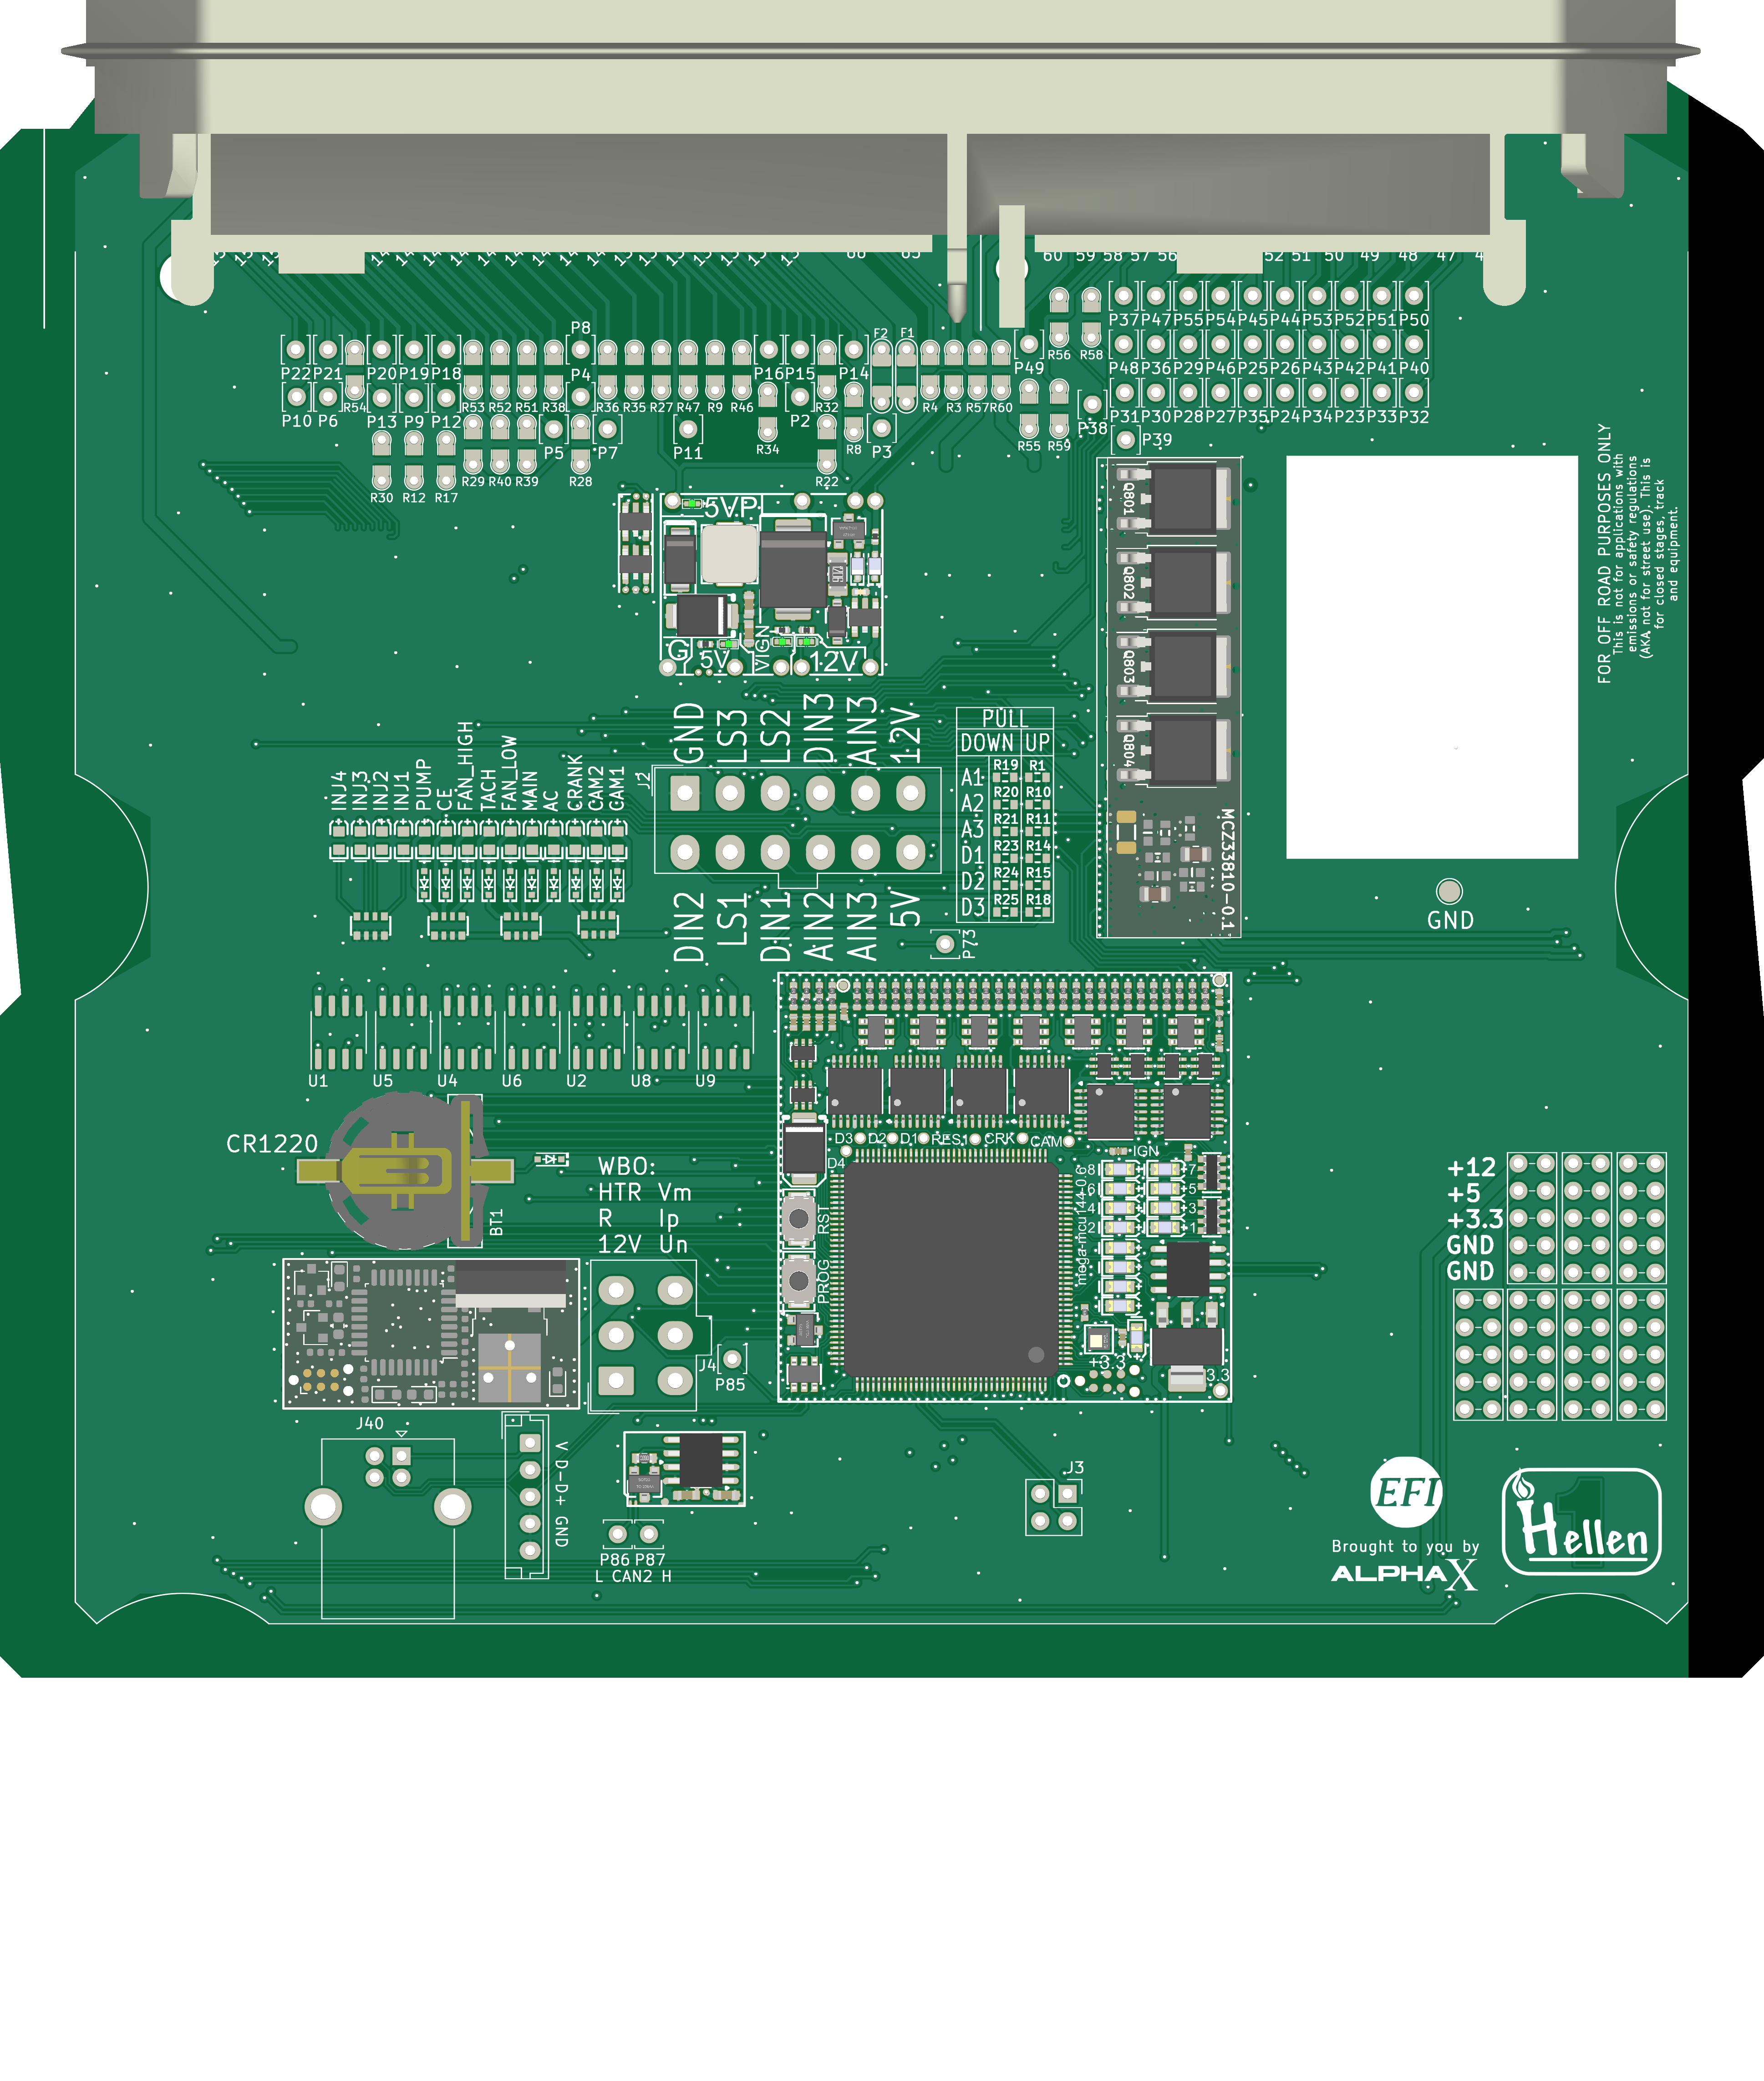 60 59 58 57 56 52 51 50 49 48 47
P37 P47 P55 P54 P45 P44 P53 P52 P51 P50
R56 R58
P8
F2 F1
P22 P21 P20 P19 P18 P4 P16 P15 P14 P49
P48 P36 P29 P46 P25 P26 P43 P42 P41 P40
R54 R53 R52 R51 R38 R36 R35 R27 R47 R9 R46 R32 R4 R3 R57 R60
P10 P6 P13 P9 P12 P2
P31 P30 P28 P27 P35 P24 P34 P23 P33 P32
P5 P7 P11 R34 R8 P3 R55 R59 P38
P39
R30 R12 R17 R29 R40 R39 R28 R22
FOR OFF ROAD PURPOSES ONLY
This is not for applications with
emissions or safety regulations
(AKA not for street use). This is
for closed stages, track
and equipment.
5VP
G 5V VIGN 12V
Q801
Q802
Q803
Q804
MCZ33810-0.1
GND LS3 LS2 DIN3 AIN3 12V
J2
DIN2 LS1 DIN1 AIN2 AIN3 5V
PULL
DOWN UP
A1 R19 R1
A2 R20 R10
A3 R21 R11
D1 R23 R14
D2 R24 R15
D3 R25 R18
INJ4
INJ3
INJ2
INJ1
PUMP
CE
FAN_HIGH
TACH
FAN_LOW
MAIN
AC
CRANK
CAM2
CAM1
P73
GND
U1 U5 U4 U6 U2 U8 U9
CR1220
BT1
WBO:
HTR Vm
R Ip
12V Un
D3 D2 D1 RES1 CRK CAM
D4
IGN
8 7
6 5
4 3
2 1
RST
PROG
+3.3
3.3
+12
+5
+3.3
GND
GND
J4
P85
J40
V D- D+ GND
P86 P87
L CAN2 H
J3
EFI
Brought to you by
ALPHAX
1
Hellen